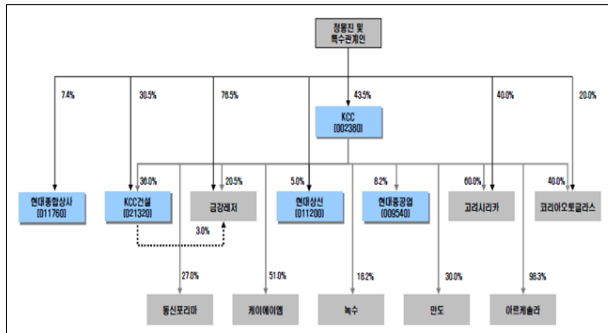 정몽진 및
특수관계인
7.4%
30.5%
76.5%
43.5%
40.0%
20.0%
KCC
[002380]
36.0%
20.5%
5.0%
8.2%
60.0%
40.0%
현대종합상사
[011760]
KCC건설
[021320]
금강레저
현대상선
[011200]
현대중공업
[009540]
고려시리카
코리아오토글라스
3.0%
27.0%
51.0%
18.2%
30.0%
98.3%
동신포리마
케이에이엠
녹수
만도
아르케솔라